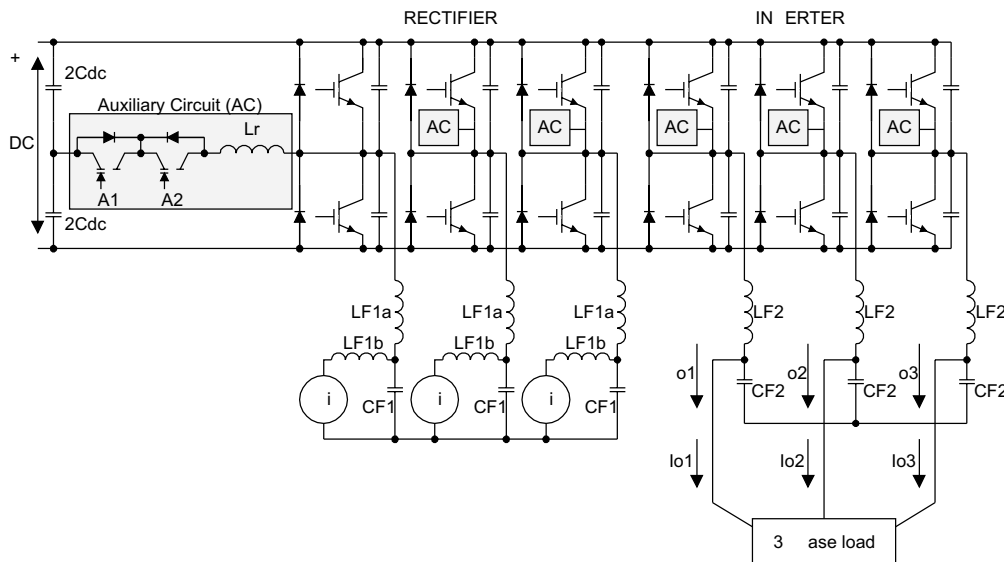 RECTIFIER
IN ERTER
+
2Cdc
Auxiliary Circuit (AC)
Lr
DC
A1
A2
2Cdc
AC
AC
AC
AC
AC
LF1a
LF1a
LF1a
LF2
LF2
LF2
LF1b
LF1b
LF1b
i
CF1
i
CF1
i
CF1
o1
CF2
o2
CF2
o3
CF2
Io1
Io2
Io3
3 ase load